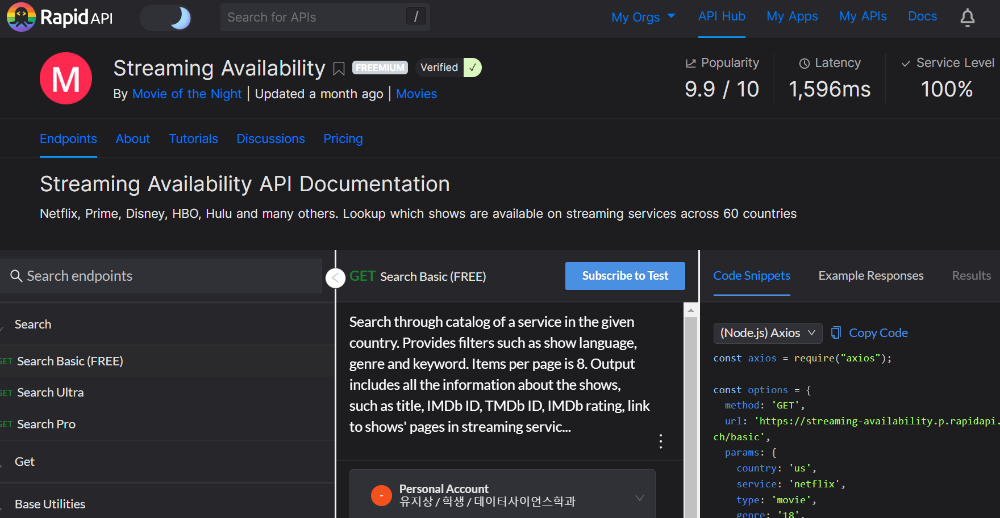 RapidAPI
Search for APIs
/
My Orgs
API Hub
My Apps
My APIs
Docs
M
Streaming Availability
FREEMIUM
Verified ✓
By Movie of the Night | Updated a month ago | Movies
Popularity
9.9 / 10
Latency
1,596ms
Service Level
100%
Endpoints
About
Tutorials
Discussions
Pricing
Streaming Availability API Documentation
Netflix, Prime, Disney, HBO, Hulu and many others. Lookup which shows are available on streaming services across 60 countries
Search endpoints
Search
GET Search Basic (FREE)
GET Search Ultra
GET Search Pro
Get
Base Utilities
GET Search Basic (FREE)
Subscribe to Test
Search through catalog of a service in the given
country. Provides filters such as show language,
genre and keyword. Items per page is 8. Output
includes all the information about the shows,
such as title, IMDb ID, TMDb ID, IMDb rating, link
to shows' pages in streaming servic...
-
Personal Account
유지상 / 학생 / 데이터사이언스학과
Code Snippets
Example Responses
Results
(Node.js) Axios
Copy Code
const axios = require("axios");
const options = {
method: 'GET',
url: 'https://streaming-availability.p.rapidapi.
ch/basic',
params: {
country: 'us',
service: 'netflix',
type: 'movie',
genre: '18',